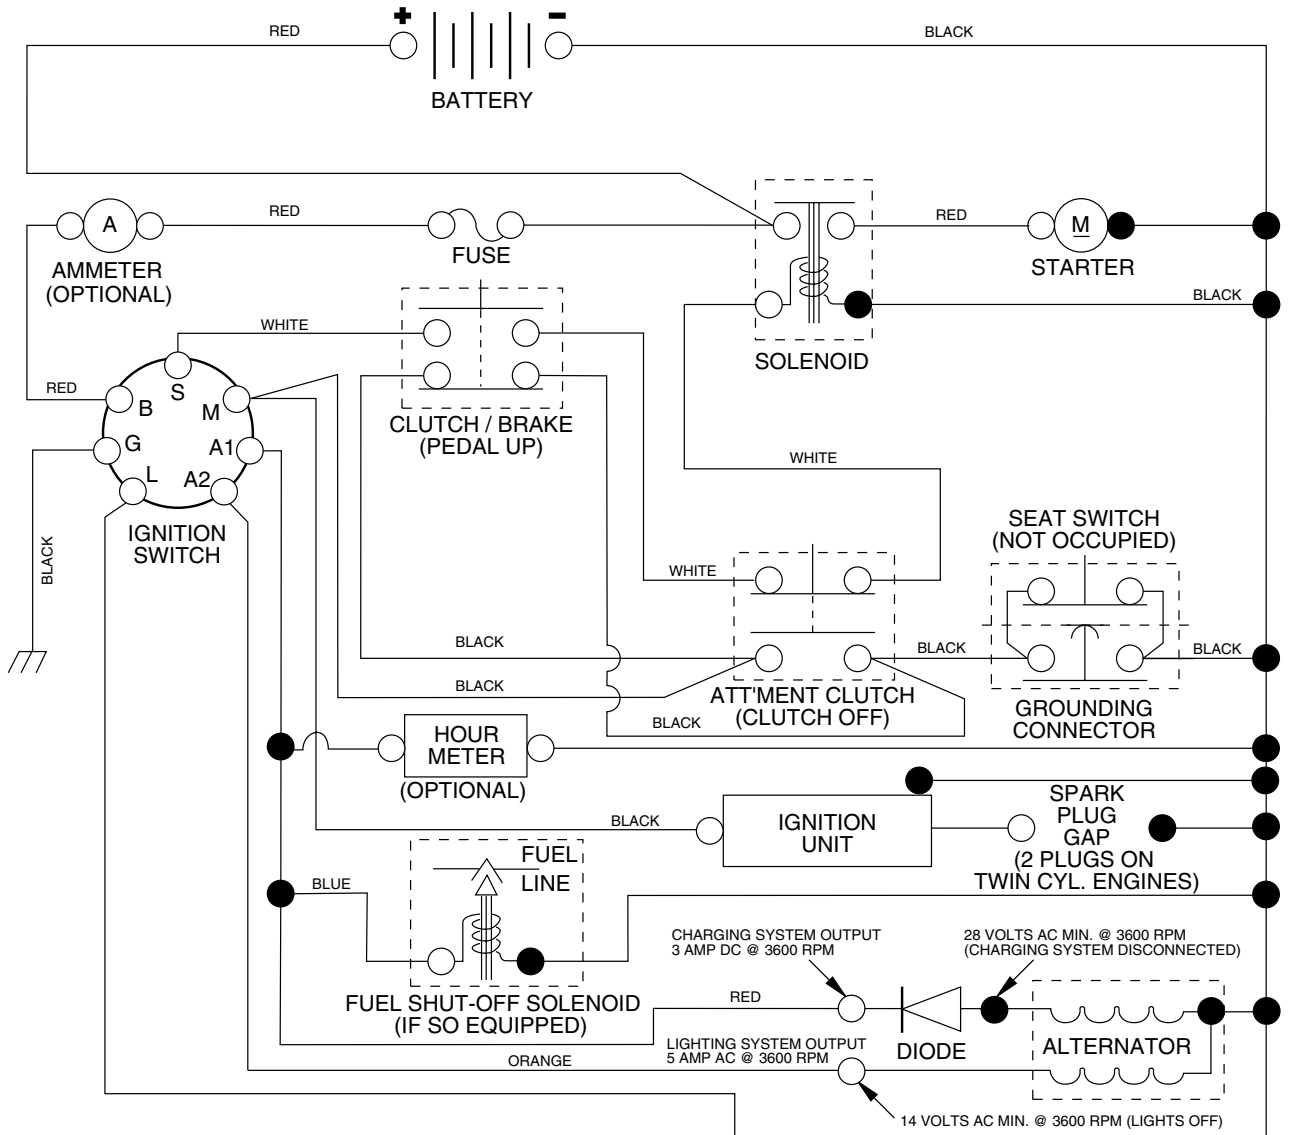 + −
RED
BLACK
BATTERY
A
RED
FUSE
RED
M
STARTER
AMMETER
(OPTIONAL)
BLACK
SOLENOID
WHITE
RED
S
B
M
G
A1
L
A2
IGNITION
SWITCH
BLACK
CLUTCH / BRAKE
(PEDAL UP)
WHITE
SEAT SWITCH
(NOT OCCUPIED)
WHITE
BLACK
BLACK
BLACK
BLACK
ATT'MENT CLUTCH
(CLUTCH OFF)
GROUNDING
CONNECTOR
BLACK
HOUR
METER
(OPTIONAL)
BLACK
IGNITION
UNIT
SPARK
PLUG
GAP
(2 PLUGS ON
TWIN CYL. ENGINES)
FUEL
LINE
BLUE
FUEL SHUT-OFF SOLENOID
(IF SO EQUIPPED)
CHARGING SYSTEM OUTPUT
3 AMP DC @ 3600 RPM
28 VOLTS AC MIN. @ 3600 RPM
(CHARGING SYSTEM DISCONNECTED)
RED
DIODE
ALTERNATOR
LIGHTING SYSTEM OUTPUT
5 AMP AC @ 3600 RPM
ORANGE
14 VOLTS AC MIN. @ 3600 RPM (LIGHTS OFF)